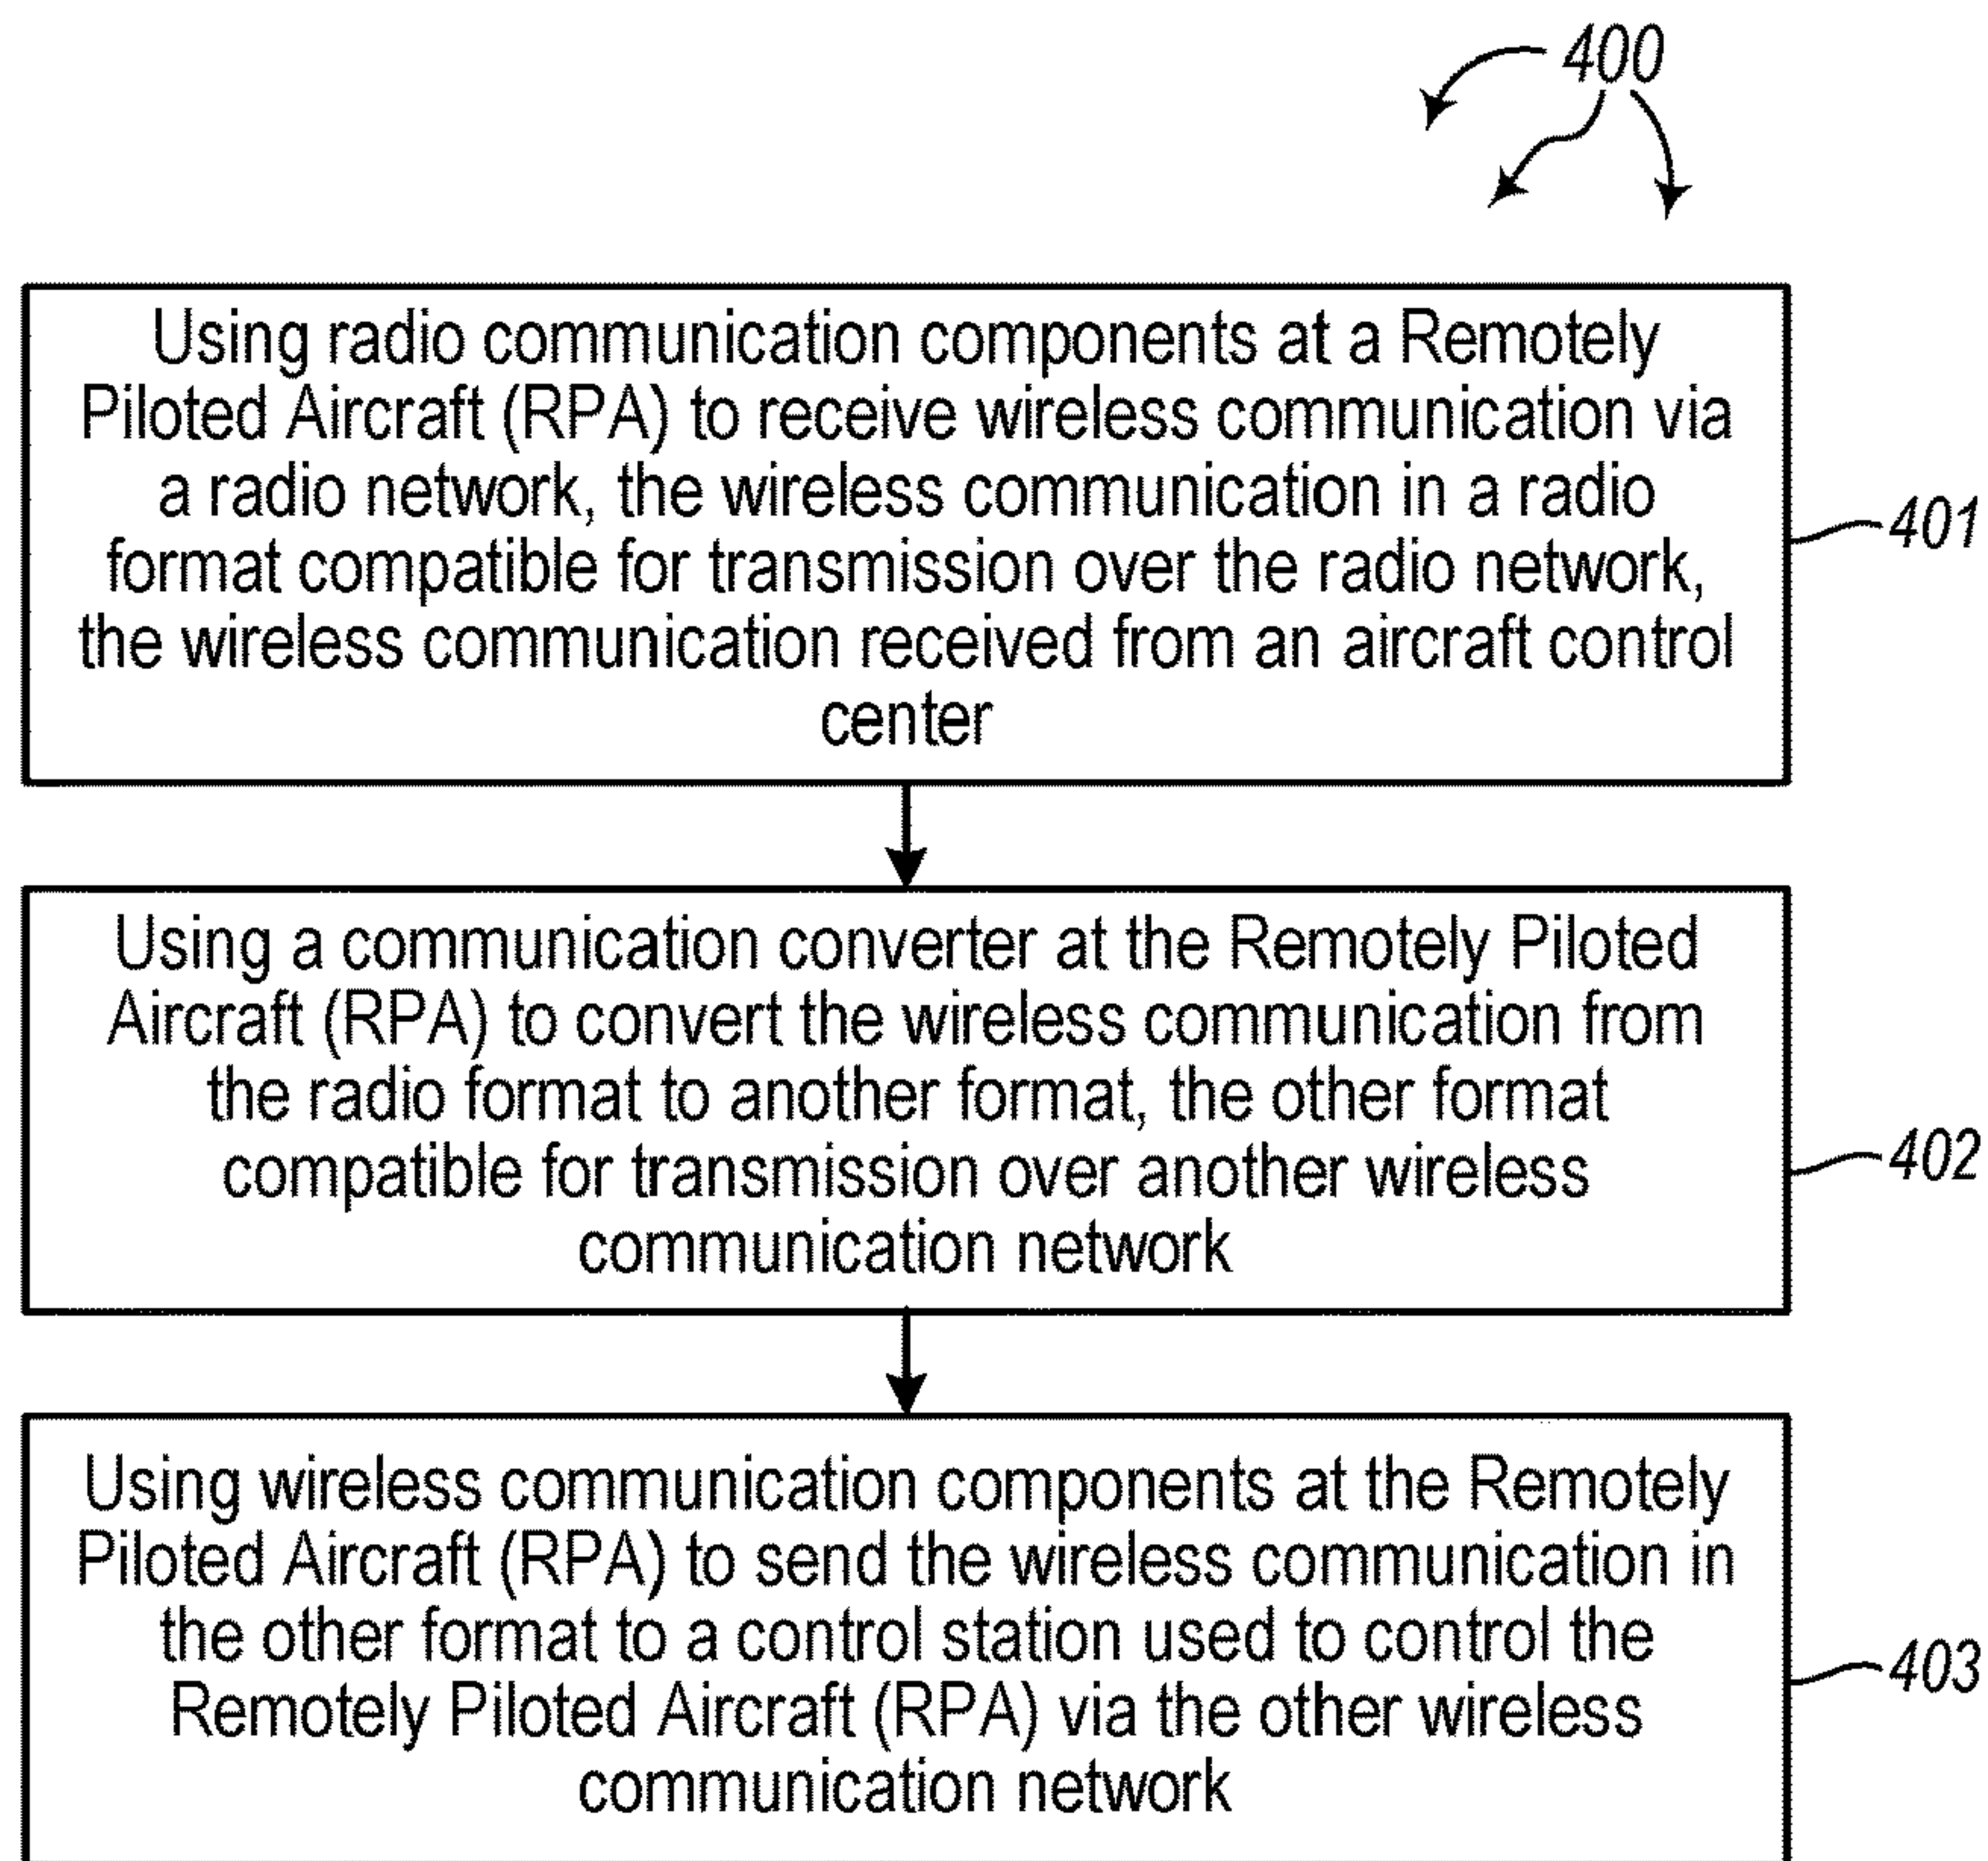 400
Using radio communication components at a Remotely
Piloted Aircraft (RPA) to receive wireless communication via
a radio network, the wireless communication in a radio
format compatible for transmission over the radio network,
the wireless communication received from an aircraft control
center
401
Using a communication converter at the Remotely Piloted
Aircraft (RPA) to convert the wireless communication from
the radio format to another format, the other format
compatible for transmission over another wireless
communication network
402
Using wireless communication components at the Remotely
Piloted Aircraft (RPA) to send the wireless communication in
the other format to a control station used to control the
Remotely Piloted Aircraft (RPA) via the other wireless
communication network
403